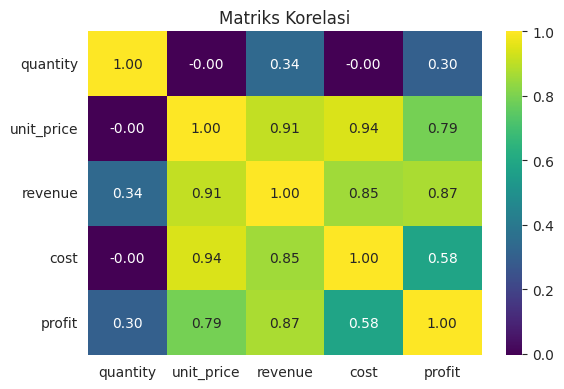 Matriks Korelasi
quantity 1.00 -0.00 0.34 -0.00 0.30
unit_price -0.00 1.00 0.91 0.94 0.79
revenue 0.34 0.91 1.00 0.85 0.87
cost -0.00 0.94 0.85 1.00 0.58
profit 0.30 0.79 0.87 0.58 1.00
quantity unit_price revenue cost profit
1.0
0.8
0.6
0.4
0.2
0.0